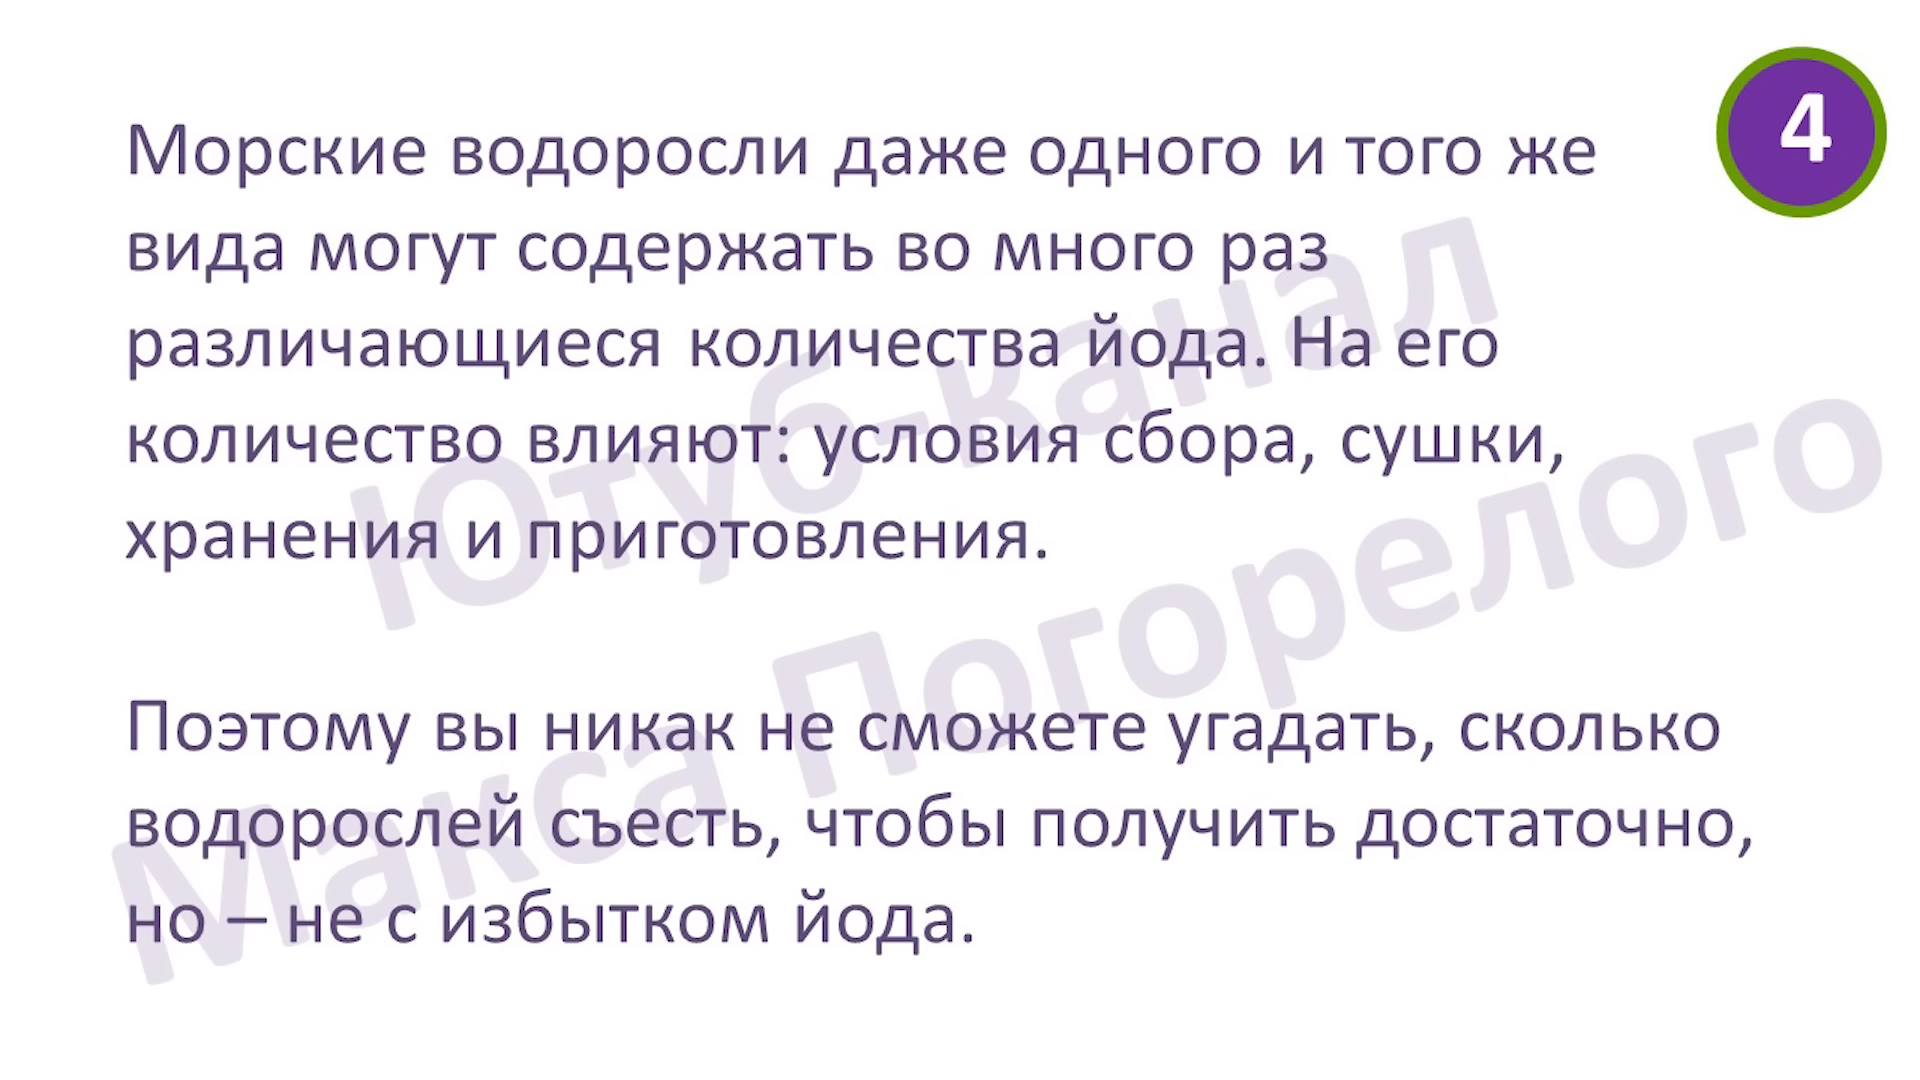 4
Морские водоросли даже одного и того же
вида могут содержать во много раз
различающиеся количества йода. На его
количество влияют: условия сбора, сушки,
хранения и приготовления.
Поэтому вы никак не сможете угадать, сколько
водорослей съесть, чтобы получить достаточно,
но – не с избытком йода.
Ютуб-канал
Макса Погорелого